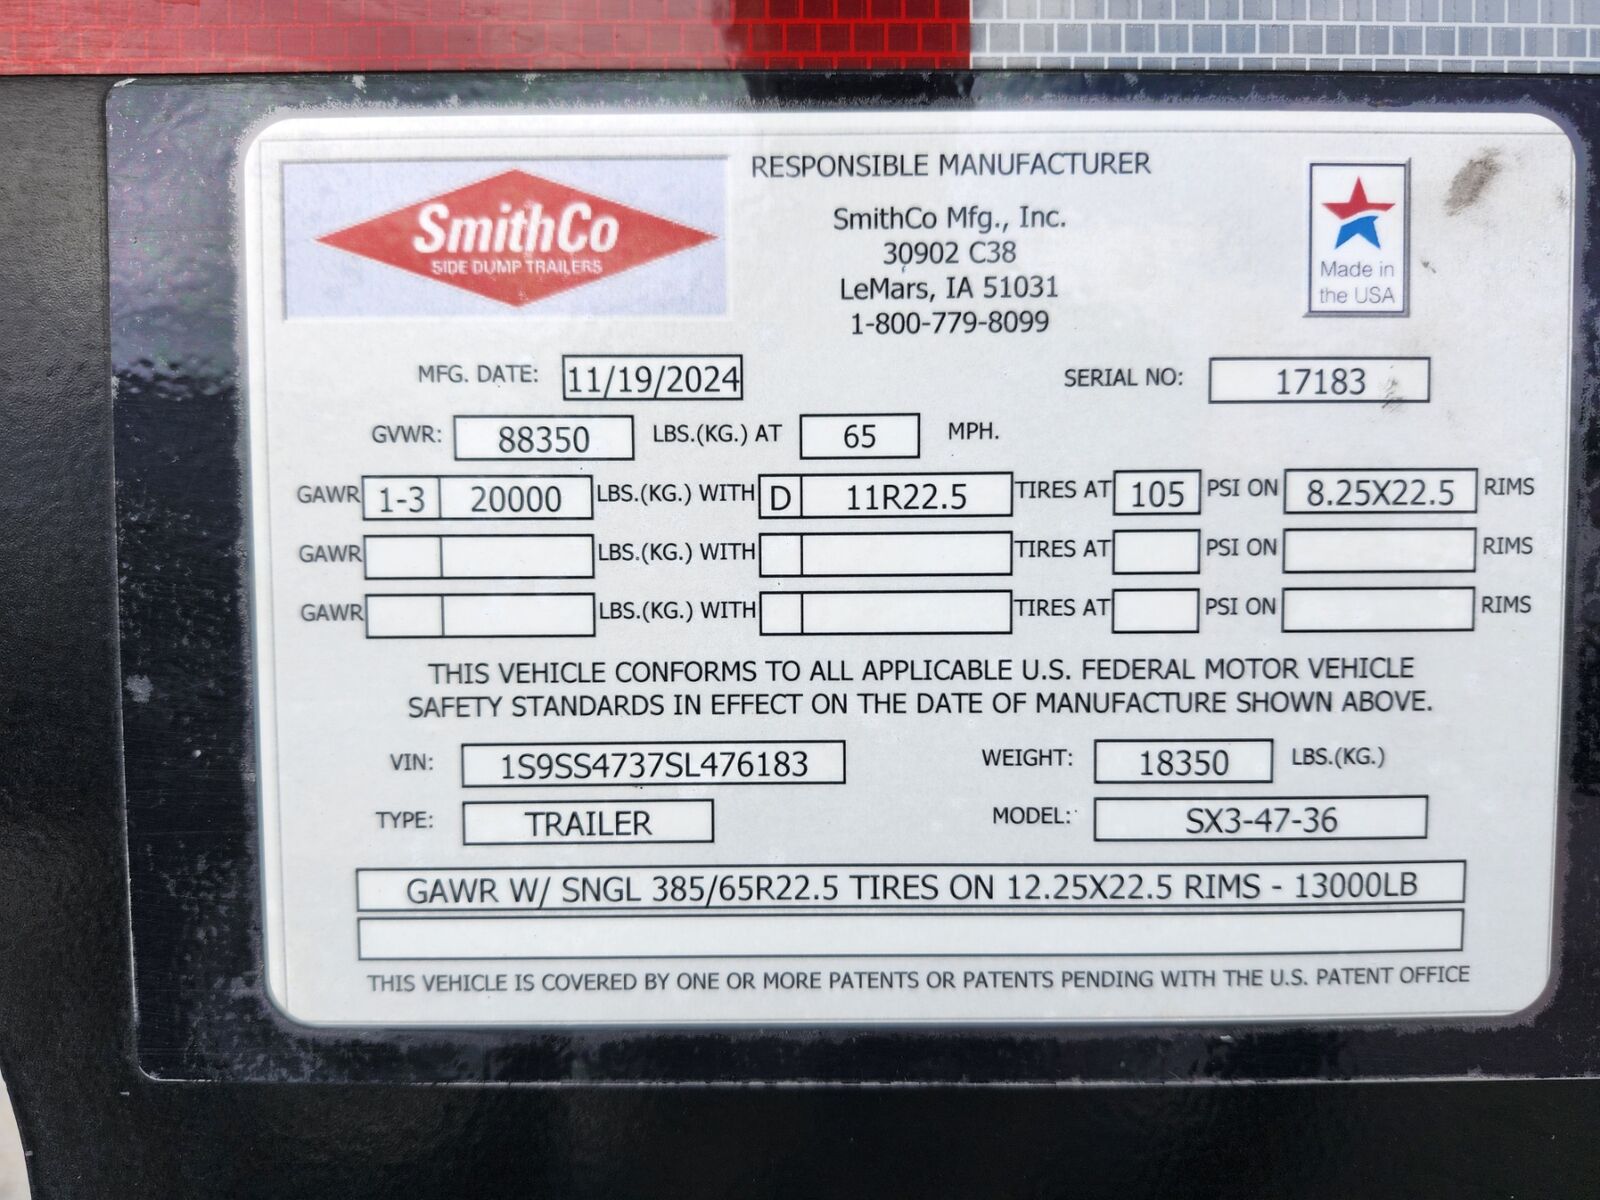 SmithCo
SIDE DUMP TRAILERS
RESPONSIBLE MANUFACTURER
SmithCo Mfg., Inc.
30902 C38
LeMars, IA 51031
1-800-779-8099
Made in
the USA
MFG. DATE: 11/19/2024 SERIAL NO: 17183
GVWR: 88350 LBS.(KG.) AT 65 MPH.
GAWR 1-3 20000 LBS.(KG.) WITH D 11R22.5 TIRES AT 105 PSI ON 8.25X22.5 RIMS
GAWR LBS.(KG.) WITH TIRES AT PSI ON RIMS
GAWR LBS.(KG.) WITH TIRES AT PSI ON RIMS
THIS VEHICLE CONFORMS TO ALL APPLICABLE U.S. FEDERAL MOTOR VEHICLE
SAFETY STANDARDS IN EFFECT ON THE DATE OF MANUFACTURE SHOWN ABOVE.
VIN: 1S9SS4737SL476183 WEIGHT: 18350 LBS.(KG.)
TYPE: TRAILER MODEL: SX3-47-36
GAWR W/ SNGL 385/65R22.5 TIRES ON 12.25X22.5 RIMS - 13000LB
THIS VEHICLE IS COVERED BY ONE OR MORE PATENTS OR PATENTS PENDING WITH THE U.S. PATENT OFFICE